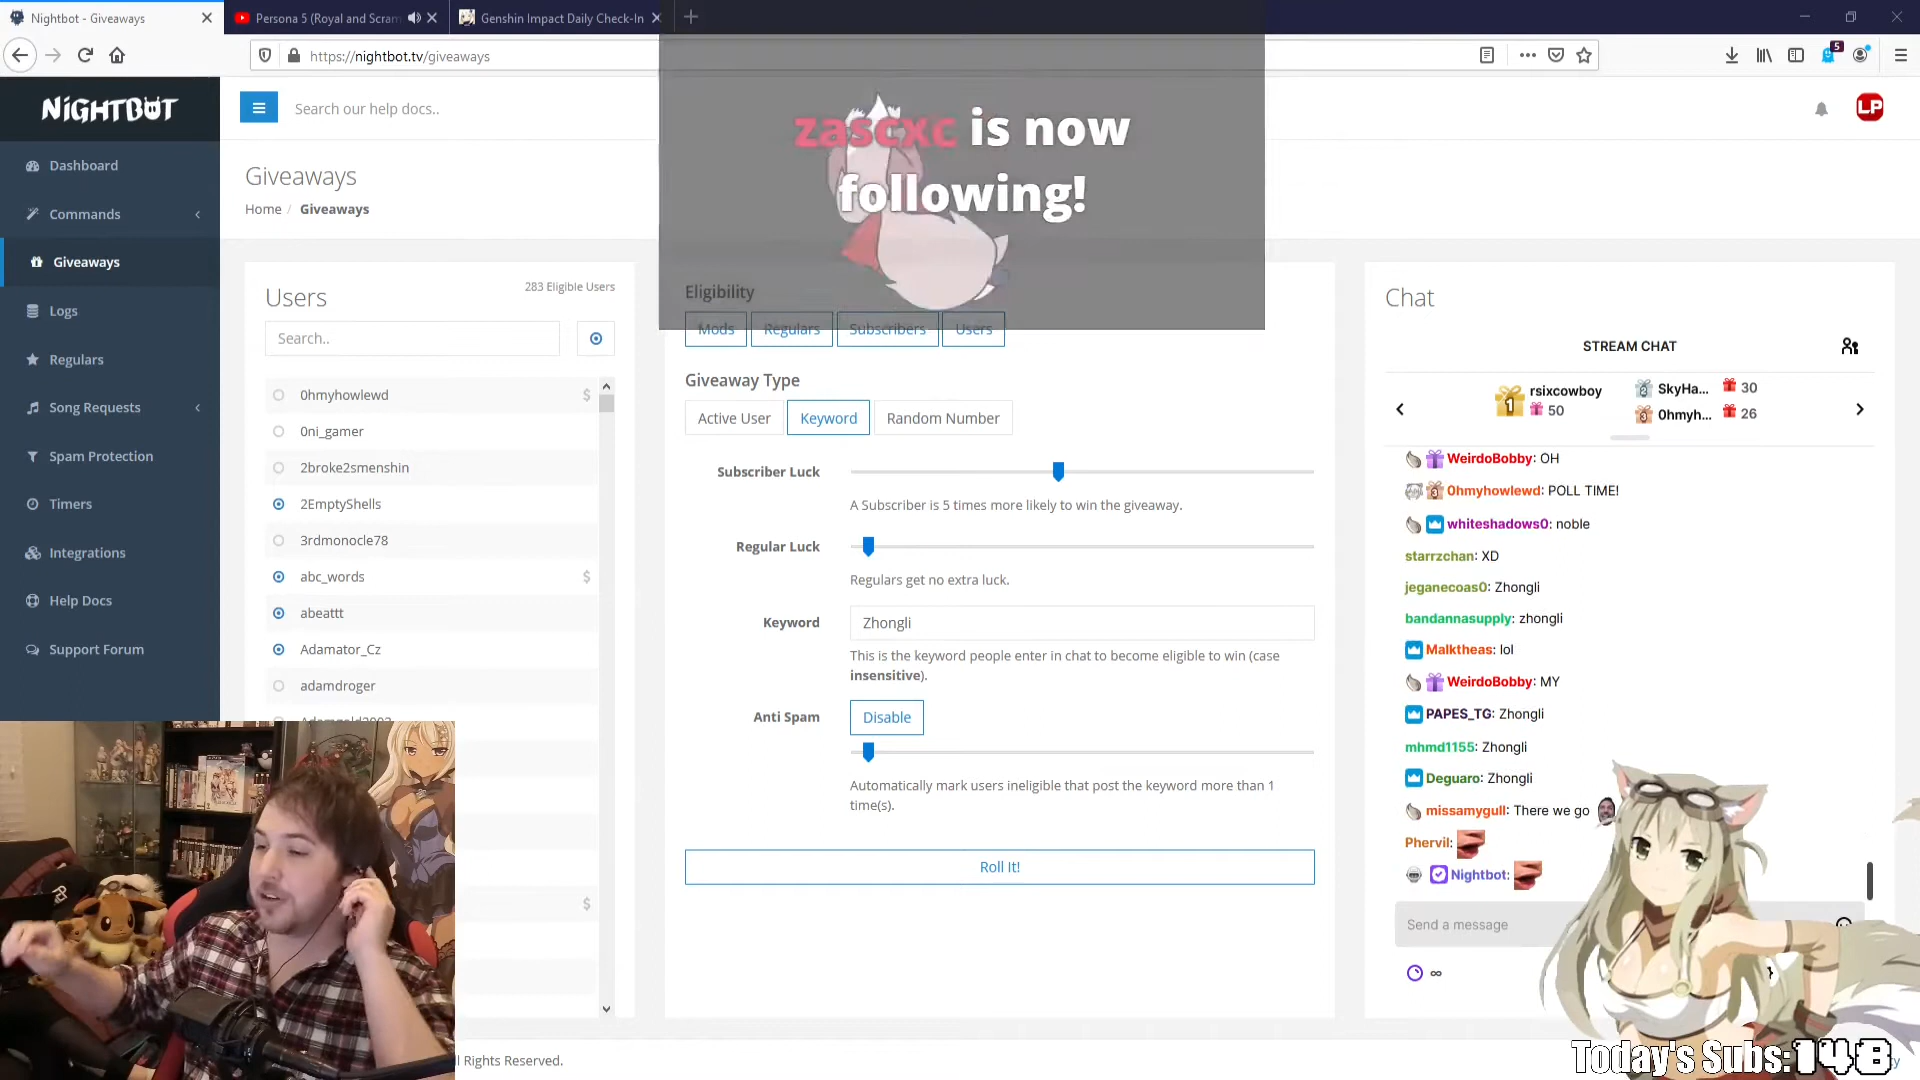 Nightbot - Giveaways
Persona 5 (Royal and Scram
Genshin Impact Daily Check-In
https://nightbot.tv/giveaways
5
NIGHTBOT
Search our help docs..
LP
Dashboard
Commands
Giveaways
Logs
Regulars
Song Requests
Spam Protection
Timers
Integrations
Help Docs
Support Forum
Giveaways
Home / Giveaways
zascxc is now
following!
Users
283 Eligible Users
Search..
0hmyhowlewd $
0ni_gamer
2broke2smenshin
2EmptyShells
3rdmonocle78
abc_words $
abeattt
Adamator_Cz
adamdroger
$
Eligibility
Mods
Regulars
Subscribers
Users
Giveaway Type
Active User
Keyword
Random Number
Subscriber Luck
A Subscriber is 5 times more likely to win the giveaway.
Regular Luck
Regulars get no extra luck.
Keyword
Zhongli
This is the keyword people enter in chat to become eligible to win (case
insensitive).
Anti Spam
Disable
Automatically mark users ineligible that post the keyword more than 1
time(s).
Roll It!
Chat
STREAM CHAT
1 rsixcowboy
50
2 SkyHa... 30
3 0hmyh... 26
WeirdoBobby: OH
3 0hmyhowlewd: POLL TIME!
whiteshadows0: noble
starrzchan: XD
jeganecoas0: Zhongli
bandannasupply: zhongli
Malktheas: lol
WeirdoBobby: MY
PAPES_TG: Zhongli
mhmd1155: Zhongli
Deguaro: Zhongli
missamygull: There we go
Phervil:
Nightbot:
Send a message
∞
ll Rights Reserved.
Today's Subs:148